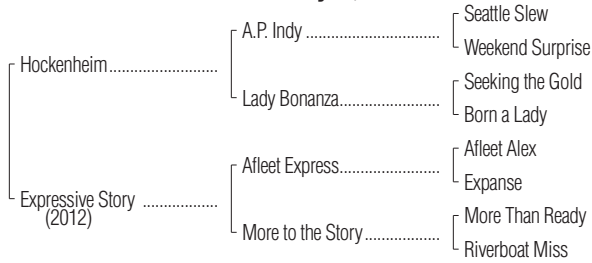 Seattle Slew
A.P. Indy
Weekend Surprise
Hockenheim
Seeking the Gold
Lady Bonanza
Born a Lady
Afleet Alex
Afleet Express
Expanse
Expressive Story
(2012)
More Than Ready
More to the Story
Riverboat Miss